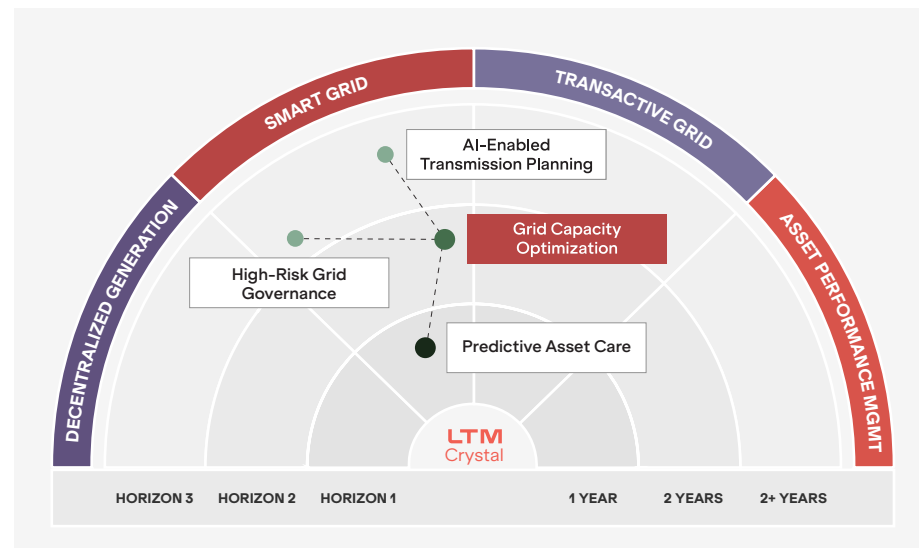 SMART GRID
TRANSACTIVE GRID
DECENTRALIZED GENERATION
ASSET PERFORMANCE MGMT
AI-Enabled
Transmission Planning
Grid Capacity
Optimization
High-Risk Grid
Governance
Predictive Asset Care
LTM
Crystal
HORIZON 3
HORIZON 2
HORIZON 1
1 YEAR
2 YEARS
2+ YEARS